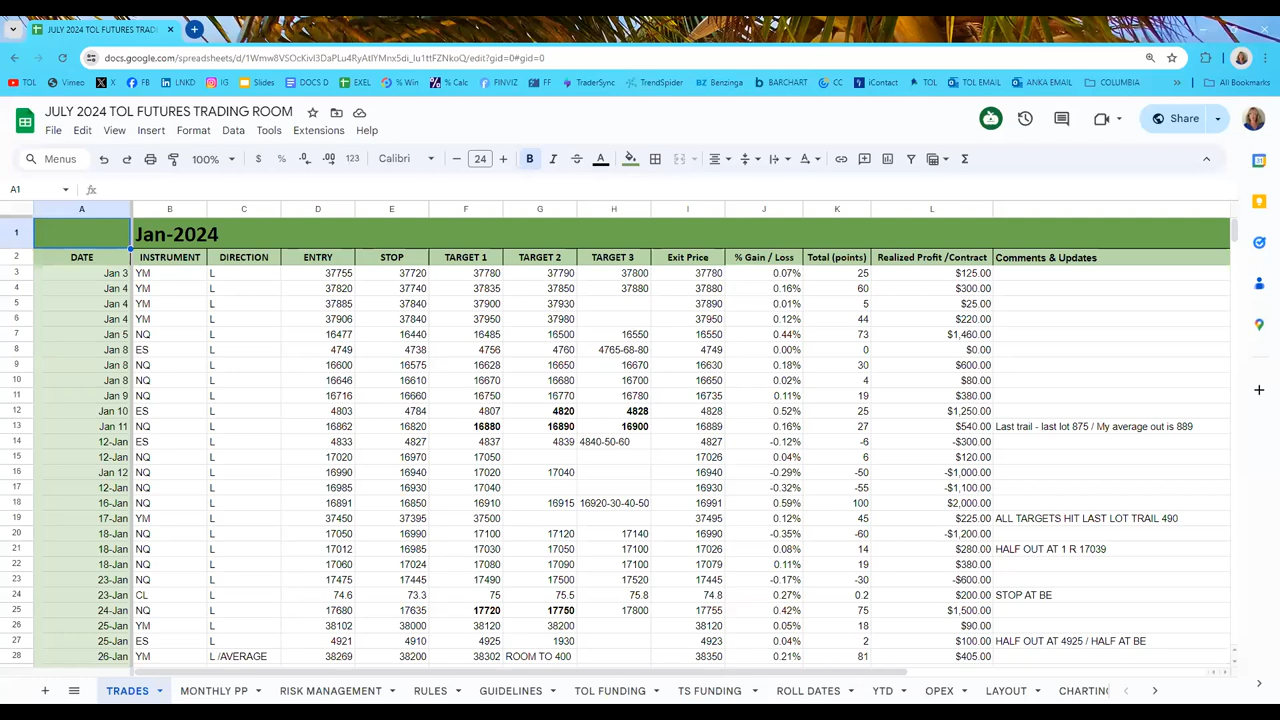 JULY 2024 TOL FUTURES TRADI
docs.google.com/spreadsheets/d/1Wmw8VSOcKivI3DaPLu4RyAtlYMnx5di_Iu1ttFZNkoQ/edit?gid=0#gid=0
TOL Vimeo X FB LNKD IG Slides DOCS D EXEL % Win % Calc FINVIZ FF TraderSync TrendSpider Benzinga BARCHART CC iContact TOL TOL EMAIL ANKA EMAIL COLUMBIA All Bookmarks
JULY 2024 TOL FUTURES TRADING ROOM
File Edit View Insert Format Data Tools Extensions Help
Share
Menus 100% $ % .0 .00 123 Calibri 24 B I A
A1 fx
A B C D E F G H I J K L
1 Jan-2024
2 DATE INSTRUMENT DIRECTION ENTRY STOP TARGET 1 TARGET 2 TARGET 3 Exit Price % Gain / Loss Total (points) Realized Profit /Contract Comments & Updates
3 Jan 3 YM L 37755 37720 37780 37790 37800 37780 0.07% 25 $125.00
4 Jan 4 YM L 37820 37740 37835 37850 37880 37880 0.16% 60 $300.00
5 Jan 4 YM L 37885 37840 37900 37930 37890 0.01% 5 $25.00
6 Jan 4 YM L 37906 37840 37950 37980 37950 0.12% 44 $220.00
7 Jan 5 NQ L 16477 16440 16485 16500 16550 16550 0.44% 73 $1,460.00
8 Jan 8 ES L 4749 4738 4756 4760 4765-68-80 4749 0.00% 0 $0.00
9 Jan 8 NQ L 16600 16575 16628 16650 16670 16630 0.18% 30 $600.00
10 Jan 8 NQ L 16646 16610 16670 16680 16700 16650 0.02% 4 $80.00
11 Jan 9 NQ L 16716 16660 16750 16770 16780 16735 0.11% 19 $380.00
12 Jan 10 ES L 4803 4784 4807 4820 4828 4828 0.52% 25 $1,250.00
13 Jan 11 NQ L 16862 16820 16880 16890 16900 16889 0.16% 27 $540.00 Last trail - last lot 875 / My average out is 889
14 12-Jan ES L 4833 4827 4837 4839 4840-50-60 4827 -0.12% -6 -$300.00
15 12-Jan NQ L 17020 16970 17050 17026 0.04% 6 $120.00
16 Jan 12 NQ L 16990 16940 17020 17040 16940 -0.29% -50 -$1,000.00
17 12-Jan NQ L 16985 16930 17040 16930 -0.32% -55 -$1,100.00
18 16-Jan NQ L 16891 16850 16910 16915 16920-30-40-50 16991 0.59% 100 $2,000.00
19 17-Jan YM L 37450 37395 37500 37495 0.12% 45 $225.00 ALL TARGETS HIT LAST LOT TRAIL 490
20 18-Jan NQ L 17050 16990 17100 17120 17140 16990 -0.35% -60 -$1,200.00
21 18-Jan NQ L 17012 16985 17030 17050 17100 17026 0.08% 14 $280.00 HALF OUT AT 1 R 17039
22 18-Jan NQ L 17060 17024 17080 17090 17100 17079 0.11% 19 $380.00
23 23-Jan NQ L 17475 17445 17490 17500 17520 17445 -0.17% -30 -$600.00
24 23-Jan CL L 74.6 73.3 75 75.5 75.8 74.8 0.27% 0.2 $200.00 STOP AT BE
25 24-Jan NQ L 17680 17635 17720 17750 17800 17755 0.42% 75 $1,500.00
26 25-Jan YM L 38102 38000 38120 38200 38120 0.05% 18 $90.00
27 25-Jan ES L 4921 4910 4925 1930 4923 0.04% 2 $100.00 HALF OUT AT 4925 / HALF AT BE
28 26-Jan YM L /AVERAGE 38269 38200 38302 ROOM TO 400 38350 0.21% 81 $405.00
TRADES MONTHLY PP RISK MANAGEMENT RULES GUIDELINES TOL FUNDING TS FUNDING ROLL DATES YTD OPEX LAYOUT CHARTING